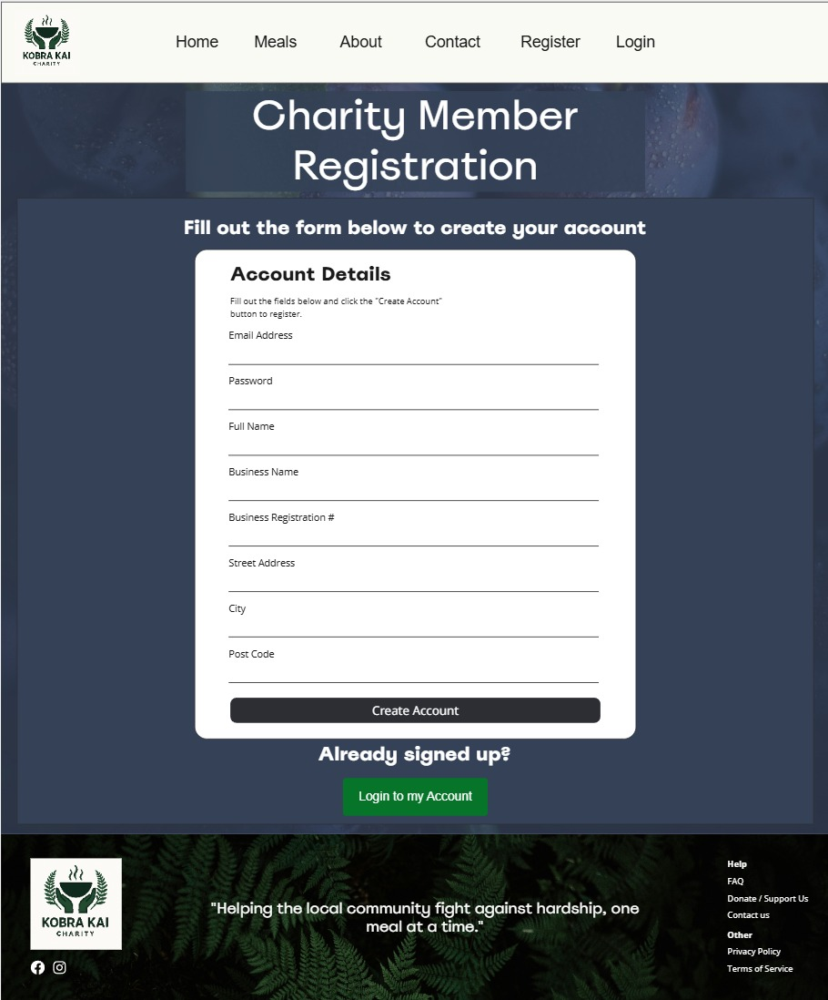 KOBRA KAI
CHARITY
Home
Meals
About
Contact
Register
Login
Charity Member
Registration
Fill out the form below to create your account
Account Details
Fill out the fields below and click the "Create Account"
button to register.
Email Address
Password
Full Name
Business Name
Business Registration #
Street Address
City
Post Code
Create Account
Already signed up?
Login to my Account
KOBRA KAI
CHARITY
"Helping the local community fight against hardship, one
meal at a time."
Help
FAQ
Donate / Support Us
Contact us
Other
Privacy Policy
Terms of Service